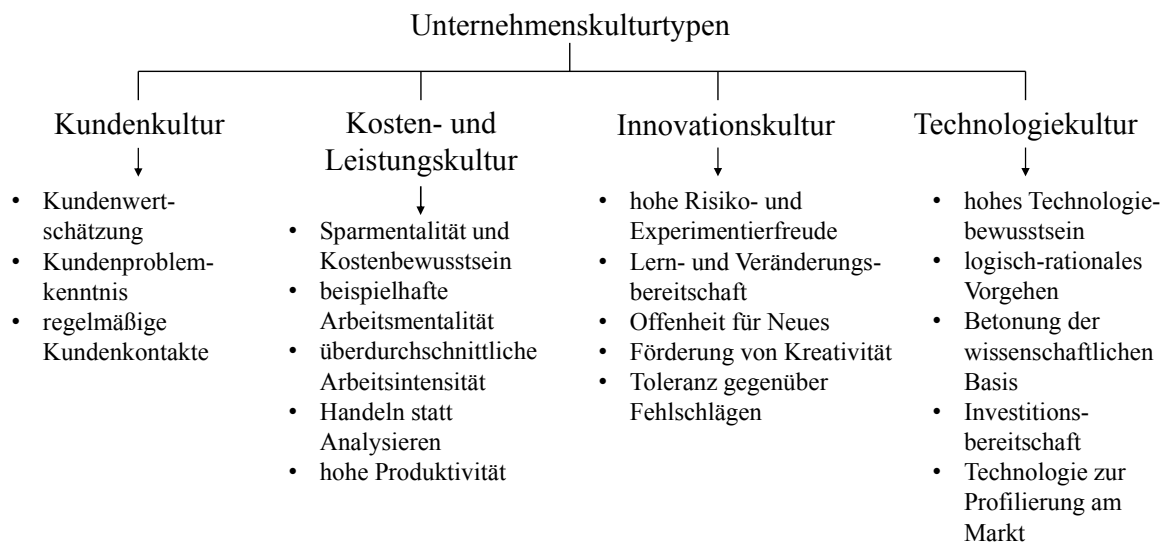 Unternehmenskulturtypen
Kundenkultur
• Kundenwert-
schätzung
• Kundenproblem-
kenntnis
• regelmäßige
Kundenkontakte
Kosten- und
Leistungskultur
• Sparmentalität und
Kostenbewusstsein
• beispielhafte
Arbeitsmentalität
• überdurchschnittliche
Arbeitsintensität
• Handeln statt
Analysieren
• hohe Produktivität
Innovationskultur
• hohe Risiko- und
Experimentierfreude
• Lern- und Veränderungs-
bereitschaft
• Offenheit für Neues
• Förderung von Kreativität
• Toleranz gegenüber
Fehlschlägen
Technologiekultur
• hohes Technologie-
bewusstsein
• logisch-rationales
Vorgehen
• Betonung der
wissenschaftlichen
Basis
• Investitions-
bereitschaft
• Technologie zur
Profilierung am
Markt